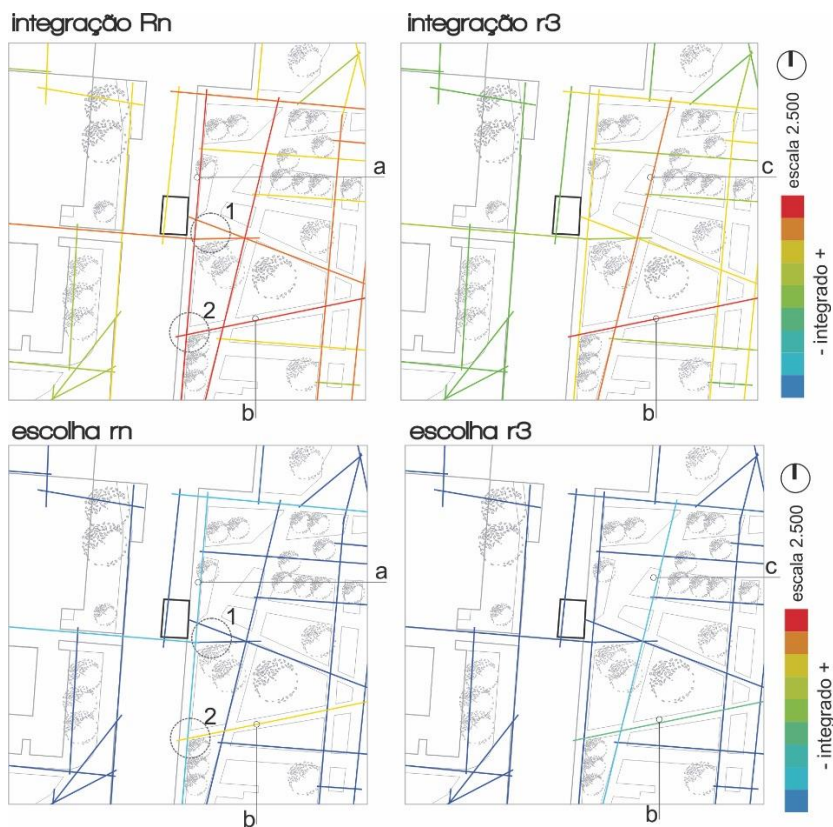 integração Rn
integração r3
a
1
2
b
c
b
escala 2.500
- integrado +
escolha rn
escolha r3
a
1
2
b
c
b
escala 2.500
- integrado +